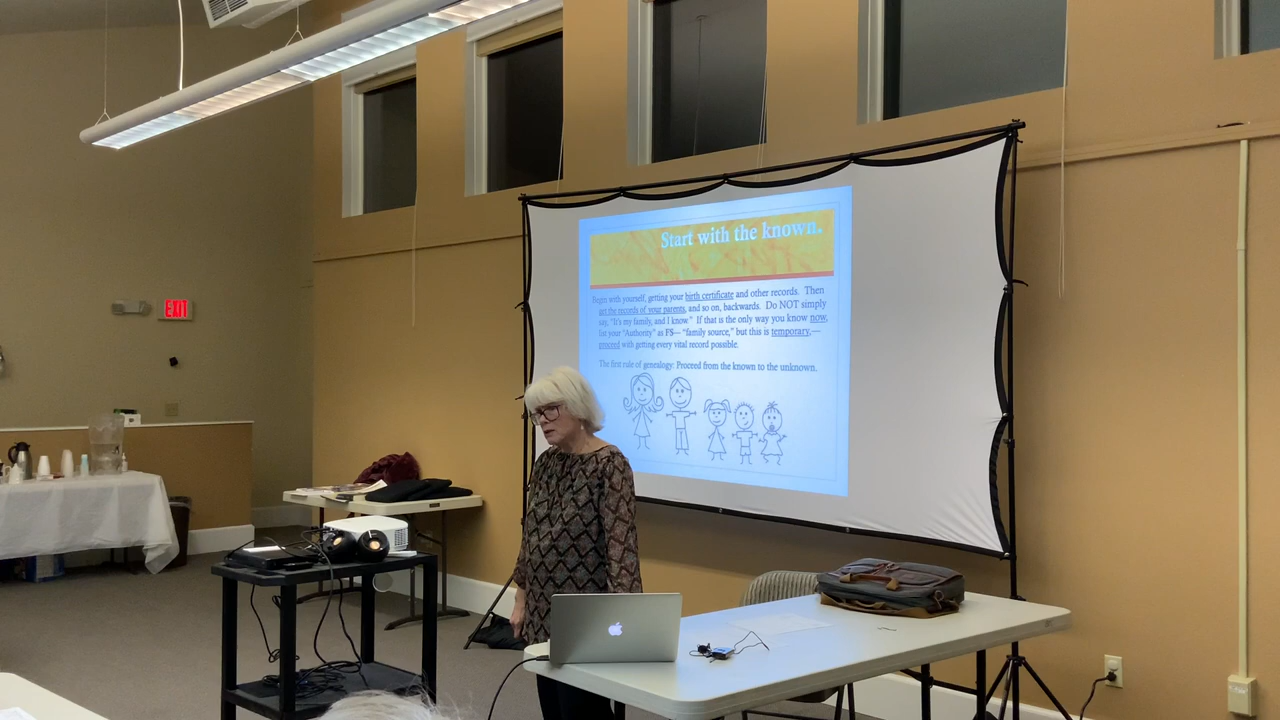 EXIT
Start with the known.
Begin with yourself, getting your birth certificate and other records. Then
get the records of your parents, and so on, backwards. Do NOT simply
say, "It's my family, and I know." If that is the only way you know now,
list your "Authority" as FS— "family source," but this is temporary,—
proceed with getting every vital record possible.
The first rule of genealogy: Proceed from the known to the unknown.